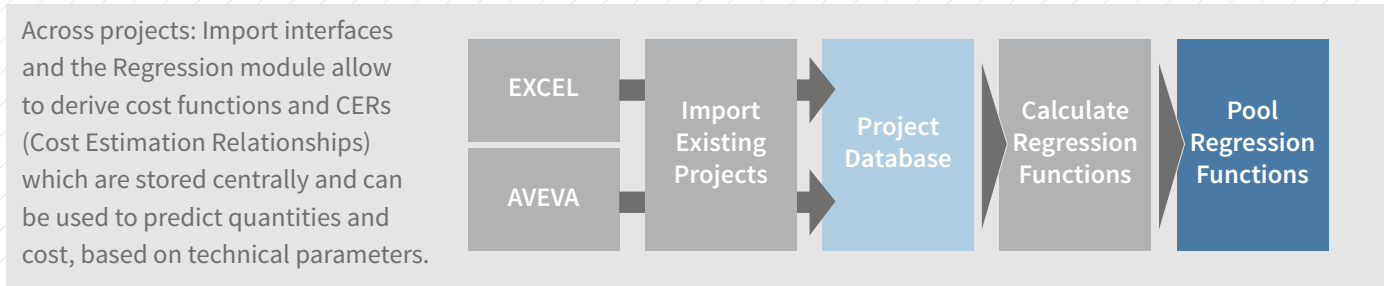 Across projects: Import interfaces
and the Regression module allow
to derive cost functions and CERs
(Cost Estimation Relationships)
which are stored centrally and can
be used to predict quantities and
cost, based on technical parameters.
EXCEL
AVEVA
Import
Existing
Projects
Project
Database
Calculate
Regression
Functions
Pool
Regression
Functions